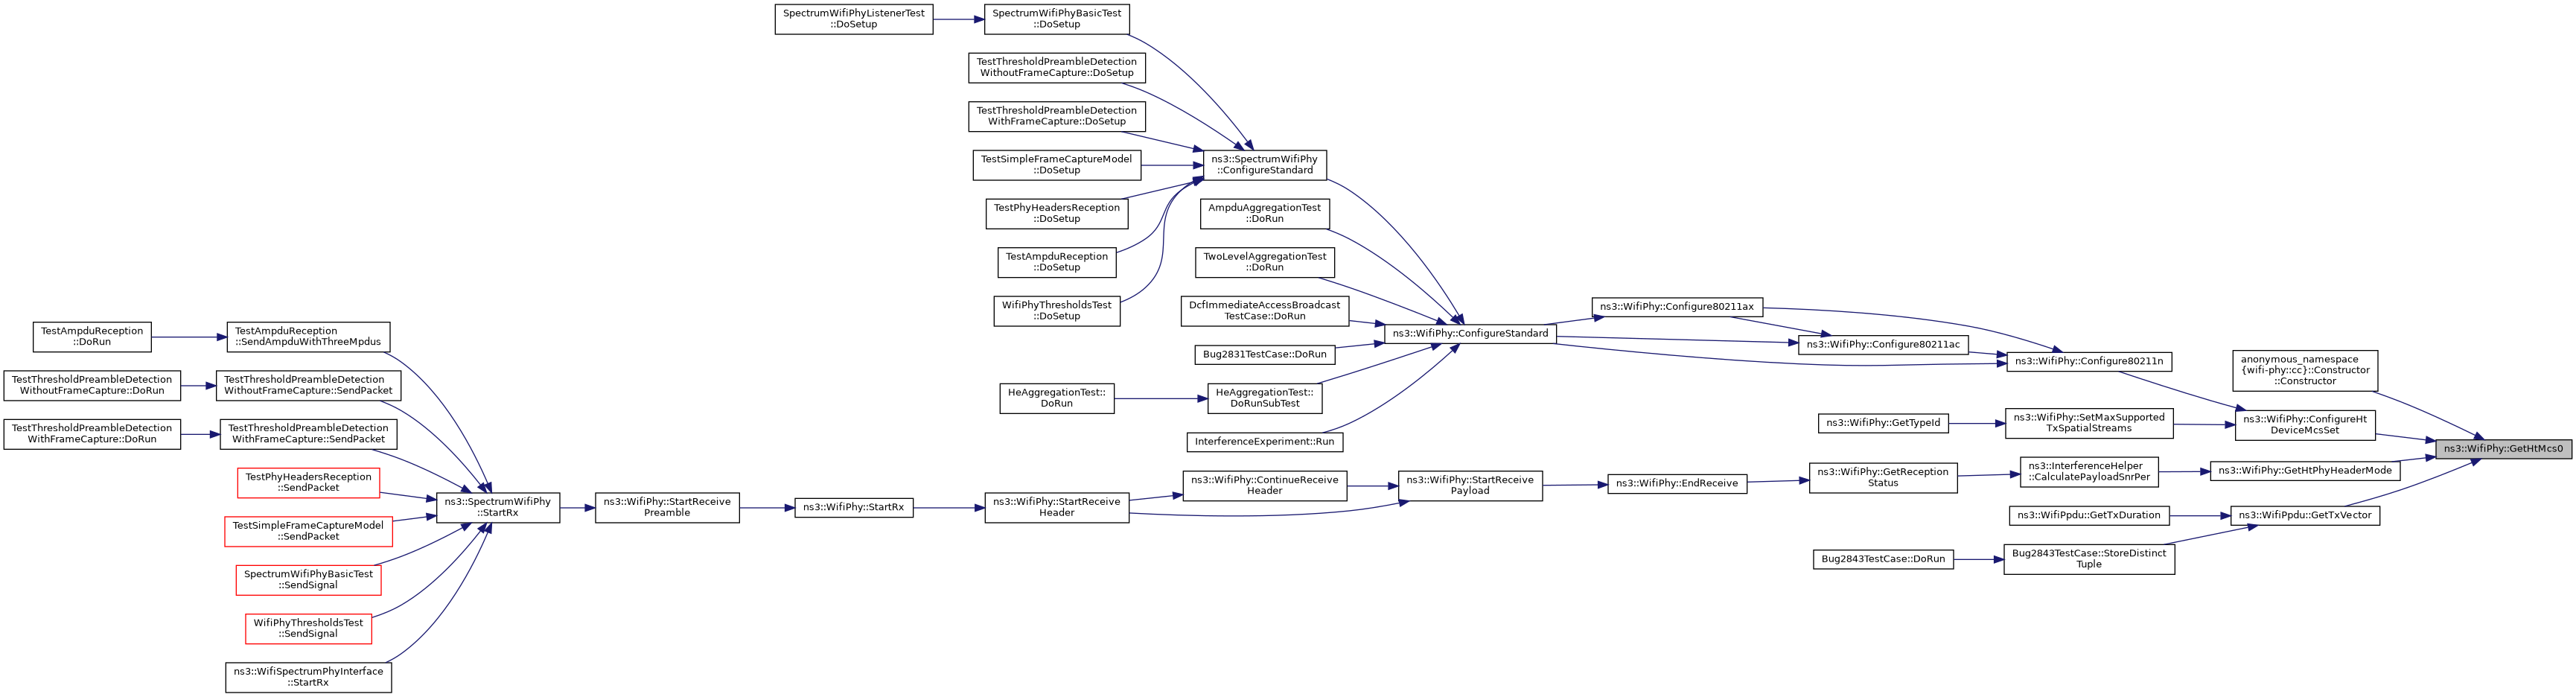 SpectrumWifiPhyListenerTest
::DoSetup
SpectrumWifiPhyBasicTest
::DoSetup
TestThresholdPreambleDetection
WithoutFrameCapture::DoSetup
TestThresholdPreambleDetection
WithFrameCapture::DoSetup
TestSimpleFrameCaptureModel
::DoSetup
TestPhyHeadersReception
::DoSetup
TestAmpduReception
::DoSetup
WifiPhyThresholdsTest
::DoSetup
ns3::SpectrumWifiPhy
::ConfigureStandard
AmpduAggregationTest
::DoRun
TwoLevelAggregationTest
::DoRun
DcfImmediateAccessBroadcast
TestCase::DoRun
Bug2831TestCase::DoRun
HeAggregationTest::
DoRun
HeAggregationTest::
DoRunSubTest
InterferenceExperiment::Run
ns3::WifiPhy::ConfigureStandard
ns3::WifiPhy::Configure80211ax
ns3::WifiPhy::Configure80211ac
ns3::WifiPhy::Configure80211n
anonymous_namespace
{wifi-phy::cc}::Constructor
::Constructor
ns3::WifiPhy::GetTypeId
ns3::WifiPhy::SetMaxSupported
TxSpatialStreams
ns3::WifiPhy::ConfigureHt
DeviceMcsSet
ns3::WifiPhy::GetHtMcs0
TestAmpduReception
::DoRun
TestAmpduReception
::SendAmpduWithThreeMpdus
TestThresholdPreambleDetection
WithoutFrameCapture::DoRun
TestThresholdPreambleDetection
WithoutFrameCapture::SendPacket
TestThresholdPreambleDetection
WithFrameCapture::DoRun
TestThresholdPreambleDetection
WithFrameCapture::SendPacket
TestPhyHeadersReception
::SendPacket
TestSimpleFrameCaptureModel
::SendPacket
SpectrumWifiPhyBasicTest
::SendSignal
WifiPhyThresholdsTest
::SendSignal
ns3::WifiSpectrumPhyInterface
::StartRx
ns3::SpectrumWifiPhy
::StartRx
ns3::WifiPhy::StartReceive
Preamble
ns3::WifiPhy::StartRx
ns3::WifiPhy::StartReceive
Header
ns3::WifiPhy::ContinueReceive
Header
ns3::WifiPhy::StartReceive
Payload
ns3::WifiPhy::EndReceive
ns3::WifiPhy::GetReception
Status
ns3::InterferenceHelper
::CalculatePayloadSnrPer
ns3::WifiPhy::GetHtPhyHeaderMode
ns3::WifiPpdu::GetTxDuration
ns3::WifiPpdu::GetTxVector
Bug2843TestCase::DoRun
Bug2843TestCase::StoreDistinct
Tuple